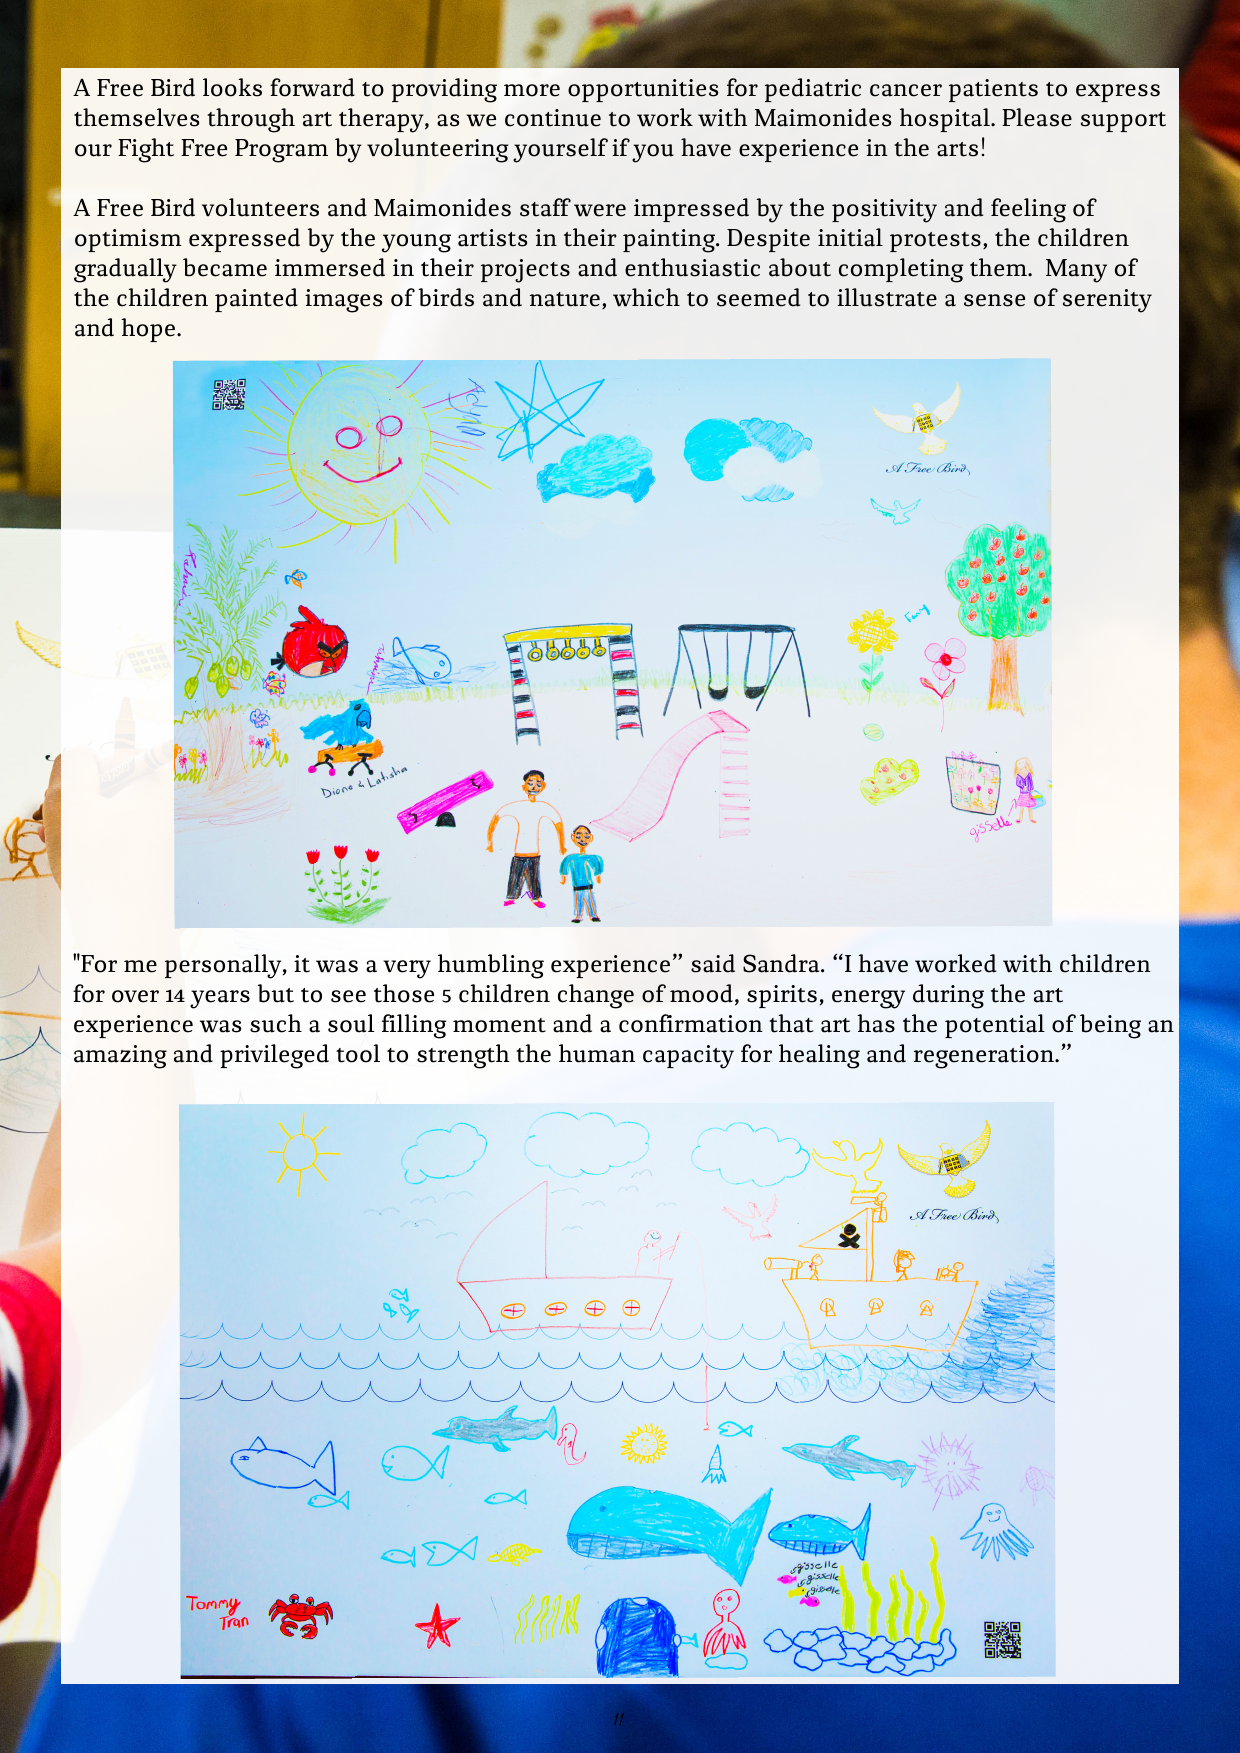 A Free Bird looks forward to providing more opportunities for pediatric cancer patients to express
themselves through art therapy, as we continue to work with Maimonides hospital. Please support
our Fight Free Program by volunteering yourself if you have experience in the arts!
A Free Bird volunteers and Maimonides staff were impressed by the positivity and feeling of
optimism expressed by the young artists in their painting. Despite initial protests, the children
gradually became immersed in their projects and enthusiastic about completing them. Many of
the children painted images of birds and nature, which to seemed to illustrate a sense of serenity
and hope.
A Free Bird
Diono & Latisha
gisselle
"For me personally, it was a very humbling experience” said Sandra. “I have worked with children
for over 14 years but to see those 5 children change of mood, spirits, energy during the art
experience was such a soul filling moment and a confirmation that art has the potential of being an
amazing and privileged tool to strength the human capacity for healing and regeneration.”
A Free Bird
gisselle
gisselle
gisselle
Tommy
Tran
11